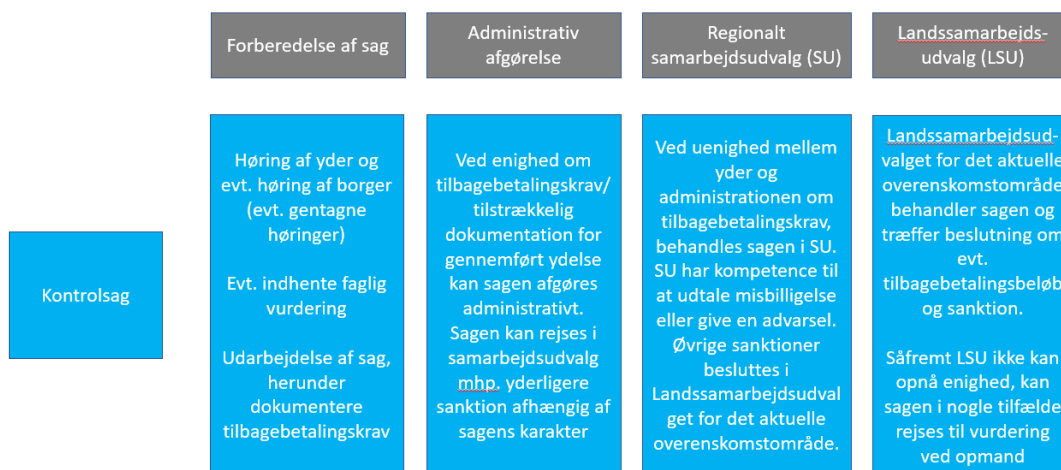 Forberedelse af sag
Administrativ
afgørelse
Regionalt
samarbejdsudvalg (SU)
Landssamarbejds-
udvalg (LSU)
Kontrolsag
Høring af yder og
evt. høring af borger
(evt. gentagne
høringer)
Evt. indhente faglig
vurdering
Udarbejdelse af sag,
herunder
dokumentere
tilbagebetalingskrav
Ved enighed om
tilbagebetalingskrav/
tilstrækkelig
dokumentation for
gennemført ydelse
kan sagen afgøres
administrativt.
Sagen kan rejses i
samarbejdsudvalg
mhp. yderligere
sanktion afhængig af
sagens karakter
Ved uenighed mellem
yder og
administrationen om
tilbagebetalingskrav,
behandles sagen i SU.
SU har kompetence til
at udtale misbilligelse
eller give en advarsel.
Øvrige sanktioner
besluttes i
Landssamarbejdsudval
get for det aktuelle
overenskomstområde.
Landssamarbejdsud-
valget for det aktuelle
overenskomstområde
behandler sagen og
træffer beslutning om
evt.
tilbagebetalingsbeløb
og sanktion.
Såfremt LSU ikke kan
opnå enighed, kan
sagen i nogle tilfælde
rejses til vurdering
ved opmand